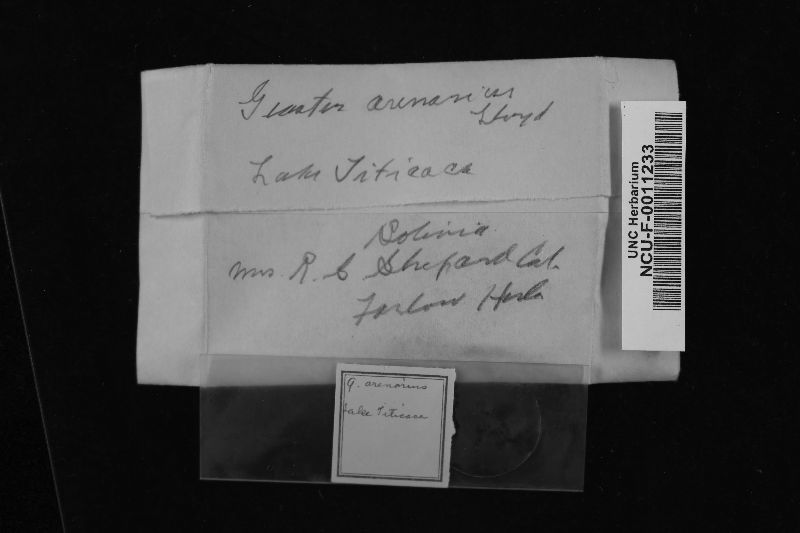 Geaster arenarius
Lloyd
Lake Titicaca
Bolivia
Mrs. R. C Shepard Col.
Farlow Herb
UNC Herbarium
NCU-F-0011233
G. arenarius
Lake Titicaca